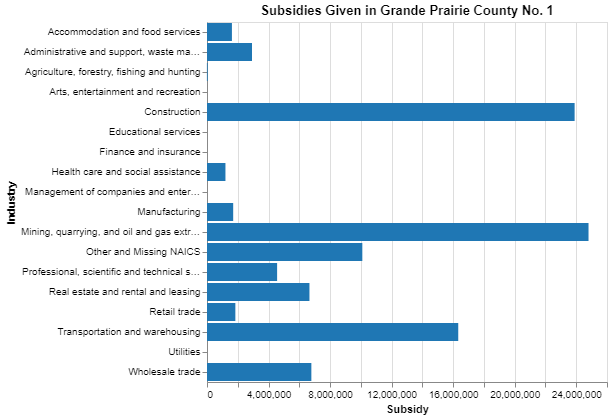 Subsidies Given in Grande Prairie County No. 1
Accommodation and food services
Administrative and support, waste ma…
Agriculture, forestry, fishing and hunting
Arts, entertainment and recreation
Construction
Educational services
Finance and insurance
Health care and social assistance
Management of companies and enter…
Manufacturing
Mining, quarrying, and oil and gas extr…
Other and Missing NAICS
Professional, scientific and technical s…
Real estate and rental and leasing
Retail trade
Transportation and warehousing
Utilities
Wholesale trade
Industry
0 4,000,000 8,000,000 12,000,000 16,000,000 20,000,000 24,000,000
Subsidy